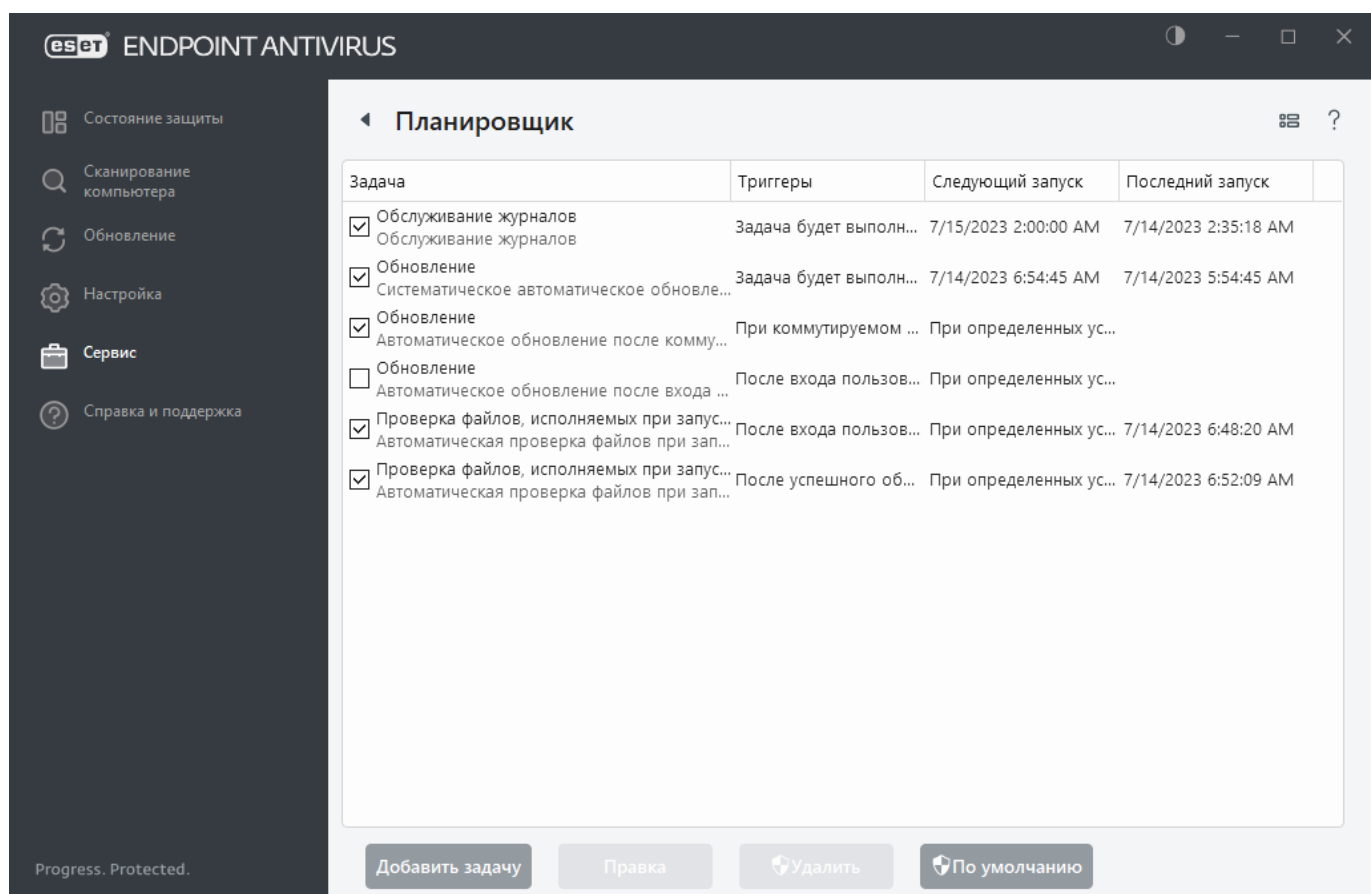 eset ENDPOINT ANTIVIRUS
Состояние защиты
Сканирование
компьютера
Обновление
Настройка
Сервис
Справка и поддержка
Progress. Protected.
Планировщик
?
Задача Триггеры Следующий запуск Последний запуск
Обслуживание журналов
Обслуживание журналов
Задача будет выполн... 7/15/2023 2:00:00 AM 7/14/2023 2:35:18 AM
Обновление
Систематическое автоматическое обновле...
Задача будет выполн... 7/14/2023 6:54:45 AM 7/14/2023 5:54:45 AM
Обновление
Автоматическое обновление после комму...
При коммутируемом ... При определенных ус...
Обновление
Автоматическое обновление после входа ...
После входа пользов... При определенных ус...
Проверка файлов, исполняемых при запус...
Автоматическая проверка файлов при зап...
После входа пользов... При определенных ус... 7/14/2023 6:48:20 AM
Проверка файлов, исполняемых при запус...
Автоматическая проверка файлов при зап...
После успешного об... При определенных ус... 7/14/2023 6:52:09 AM
Добавить задачу Правка Удалить По умолчанию